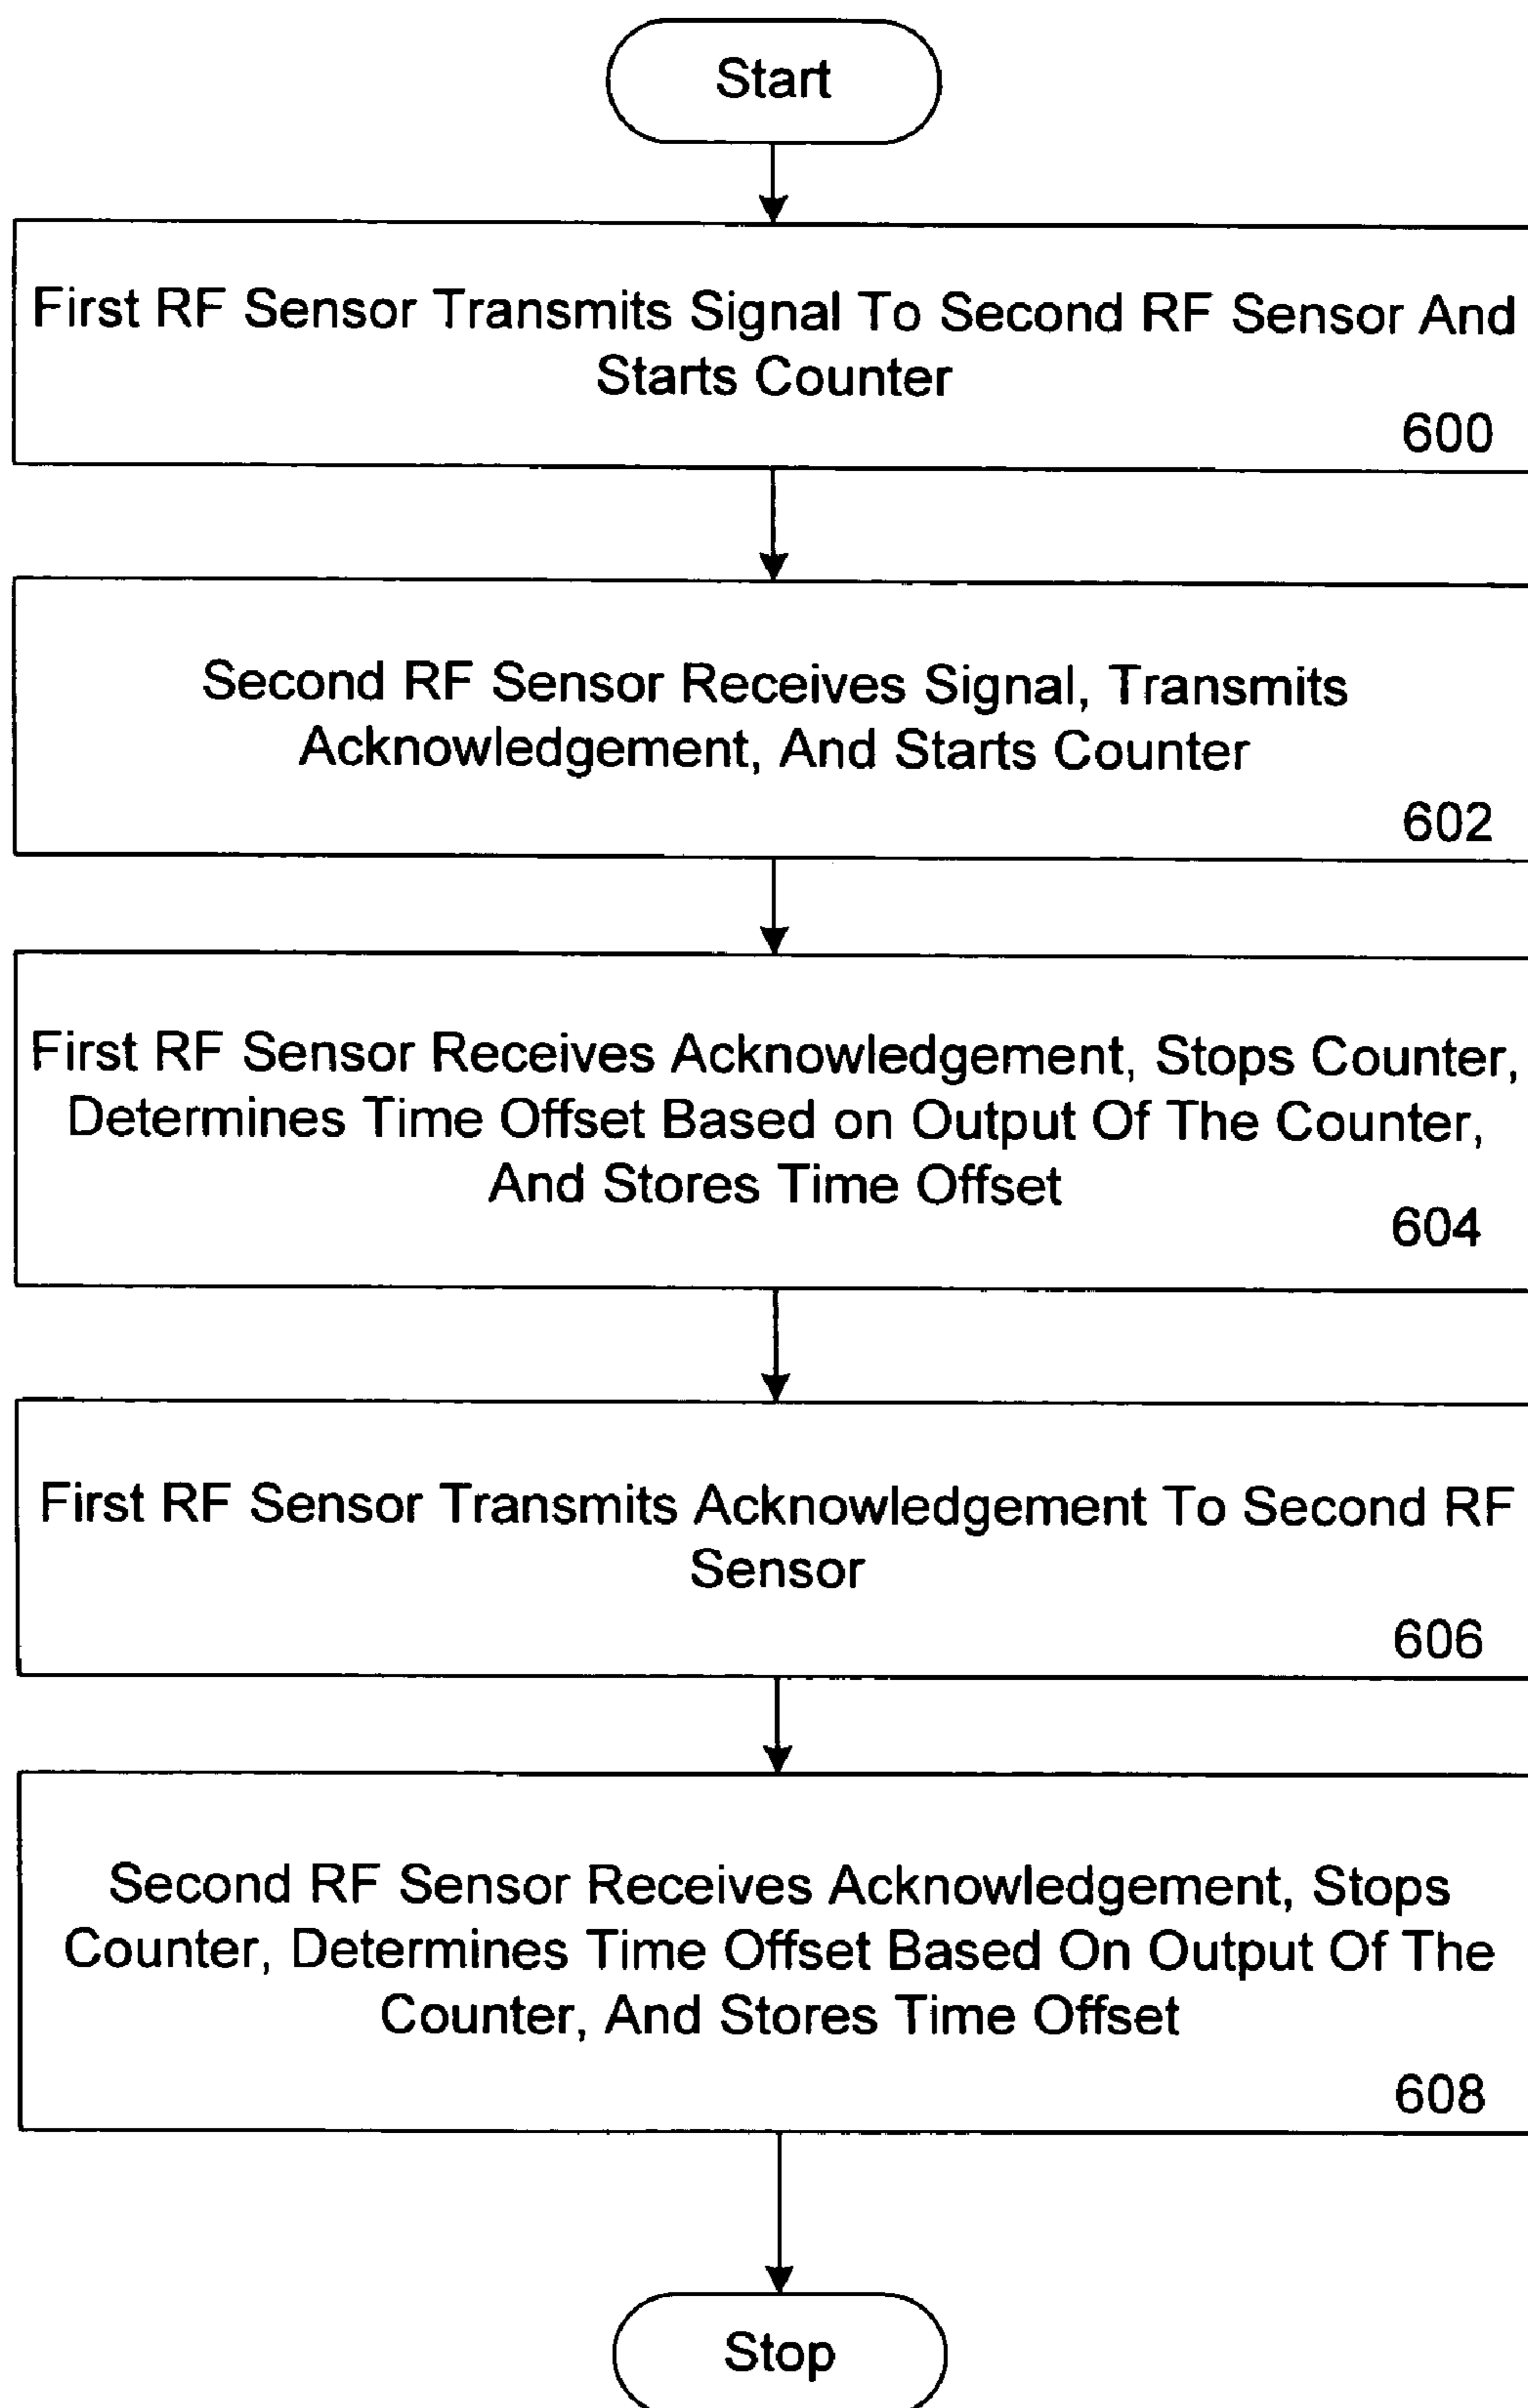 Start
First RF Sensor Transmits Signal To Second RF Sensor And
Starts Counter
600
Second RF Sensor Receives Signal, Transmits
Acknowledgement, And Starts Counter
602
First RF Sensor Receives Acknowledgement, Stops Counter,
Determines Time Offset Based on Output Of The Counter,
And Stores Time Offset
604
First RF Sensor Transmits Acknowledgement To Second RF
Sensor
606
Second RF Sensor Receives Acknowledgement, Stops
Counter, Determines Time Offset Based On Output Of The
Counter, And Stores Time Offset
608
Stop